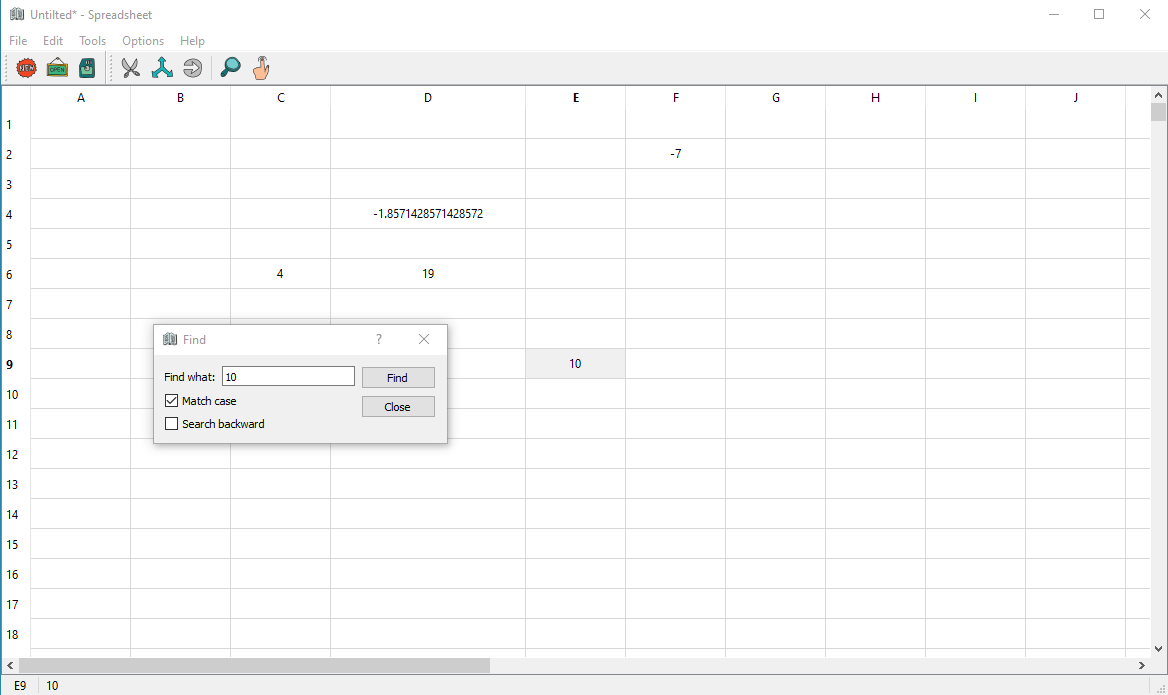 Untilted* - Spreadsheet
File Edit Tools Options Help
NEW OPEN
A B C D E F G H I J
1
2 -7
3
4 -1.8571428571428572
5
6 4 19
7
8
Find ?
9 10
Find what: 10 Find
10
Match case Close
11
Search backward
12
13
14
15
16
17
18
E9 10